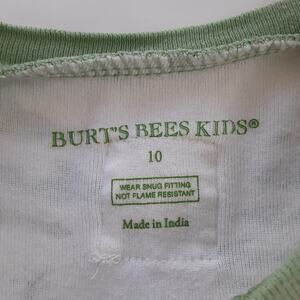 BURT'S BEES KIDS®
10
WEAR SNUG FITTING
NOT FLAME RESISTANT
Made in India